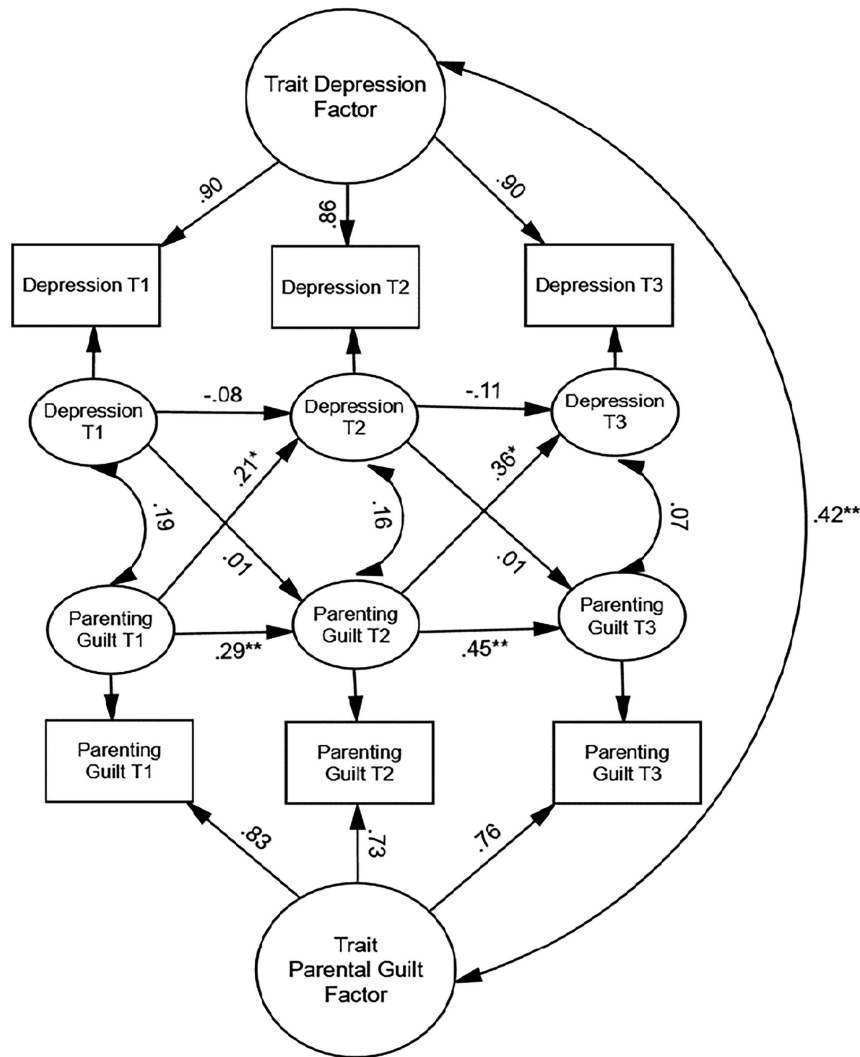 Trait Depression
Factor
.90
.86
.90
Depression T1
Depression T2
Depression T3
Depression
T1
-.08
Depression
T2
-.11
Depression
T3
.21*
.36*
.19
.01
.16
.01
.07
.42**
Parenting
Guilt T1
.29**
Parenting
Guilt T2
.45**
Parenting
Guilt T3
Parenting
Guilt T1
Parenting
Guilt T2
Parenting
Guilt T3
.83
.73
.76
Trait
Parental Guilt
Factor